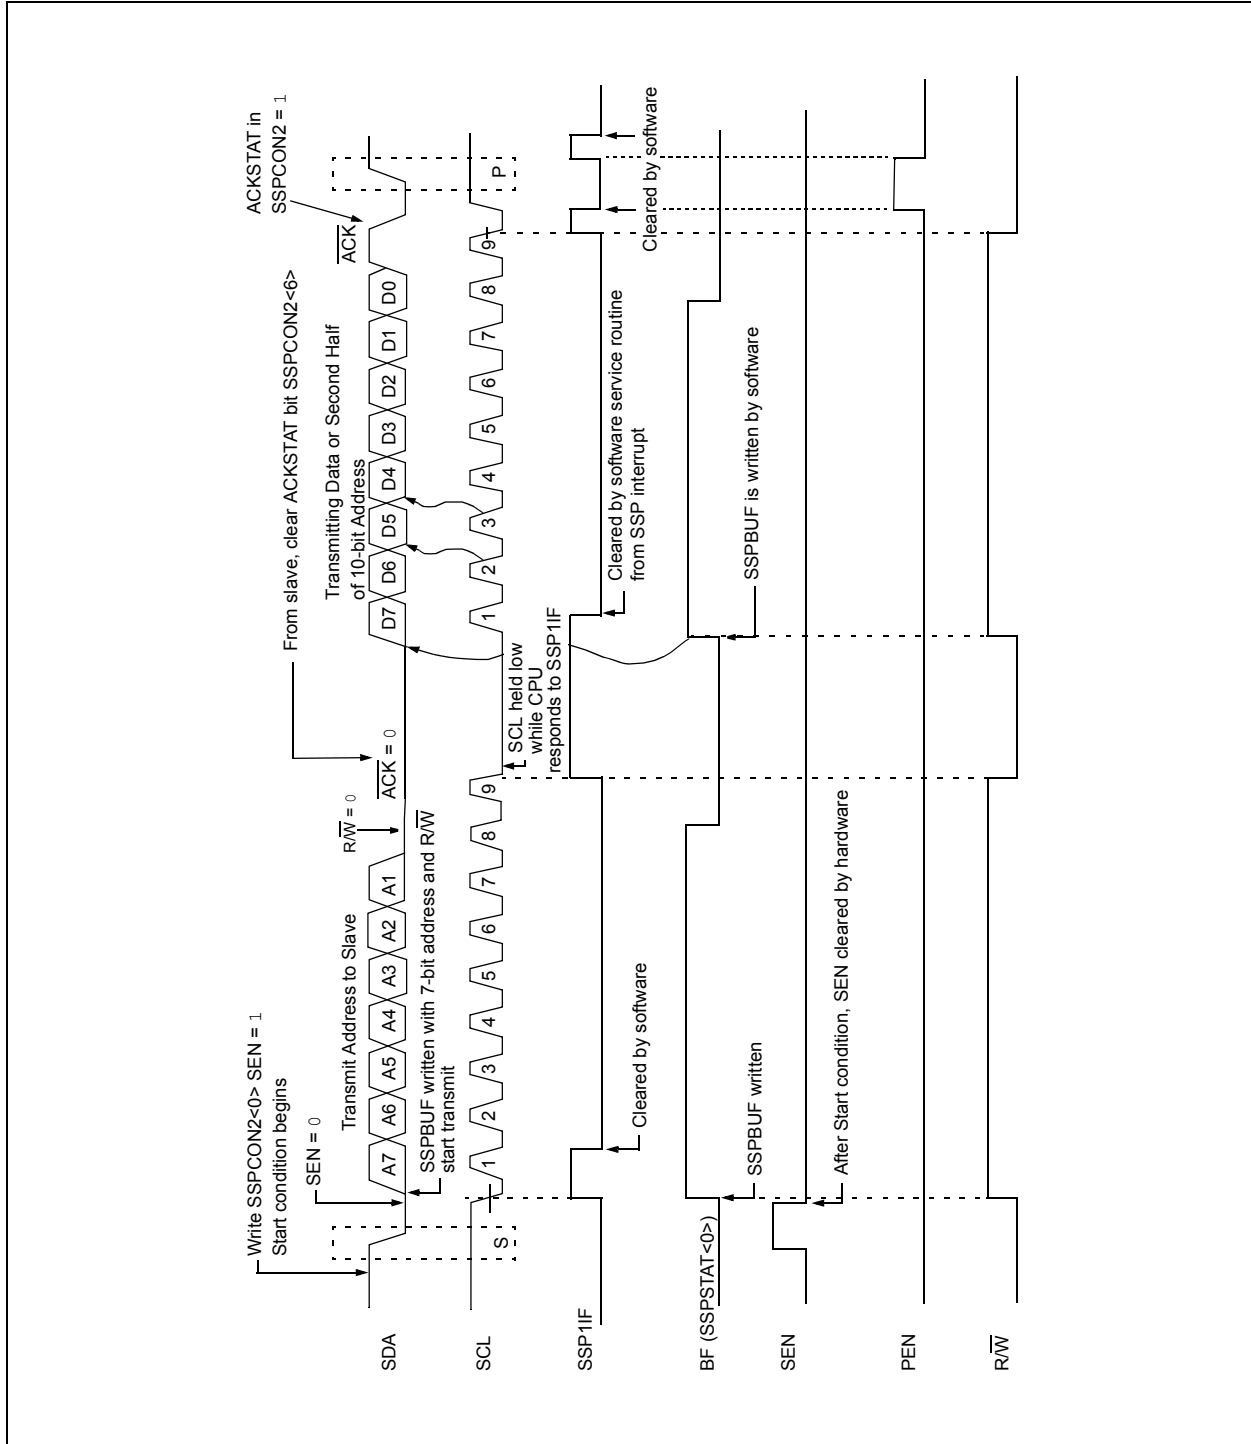 Write SSPCON2<0> SEN = 1
Start condition begins
SEN = 0
Transmit Address to Slave
R/W = 0
ACK = 0
From slave, clear ACKSTAT bit SSPCON2<6>
Transmitting Data or Second Half
of 10-bit Address
ACK
ACKSTAT in
SSPCON2 = 1
SDA
A7 A6 A5 A4 A3 A2 A1
D7 D6 D5 D4 D3 D2 D1 D0
SSPBUF written with 7-bit address and R/W
start transmit
SCL
S
1 2 3 4 5 6 7 8 9
1 2 3 4 5 6 7 8 9
P
SCL held low
while CPU
responds to SSP1IF
SSP1IF
Cleared by software
Cleared by software service routine
from SSP interrupt
Cleared by software
BF (SSPSTAT<0>)
SSPBUF written
SSPBUF is written by software
SEN
After Start condition, SEN cleared by hardware
PEN
R/W